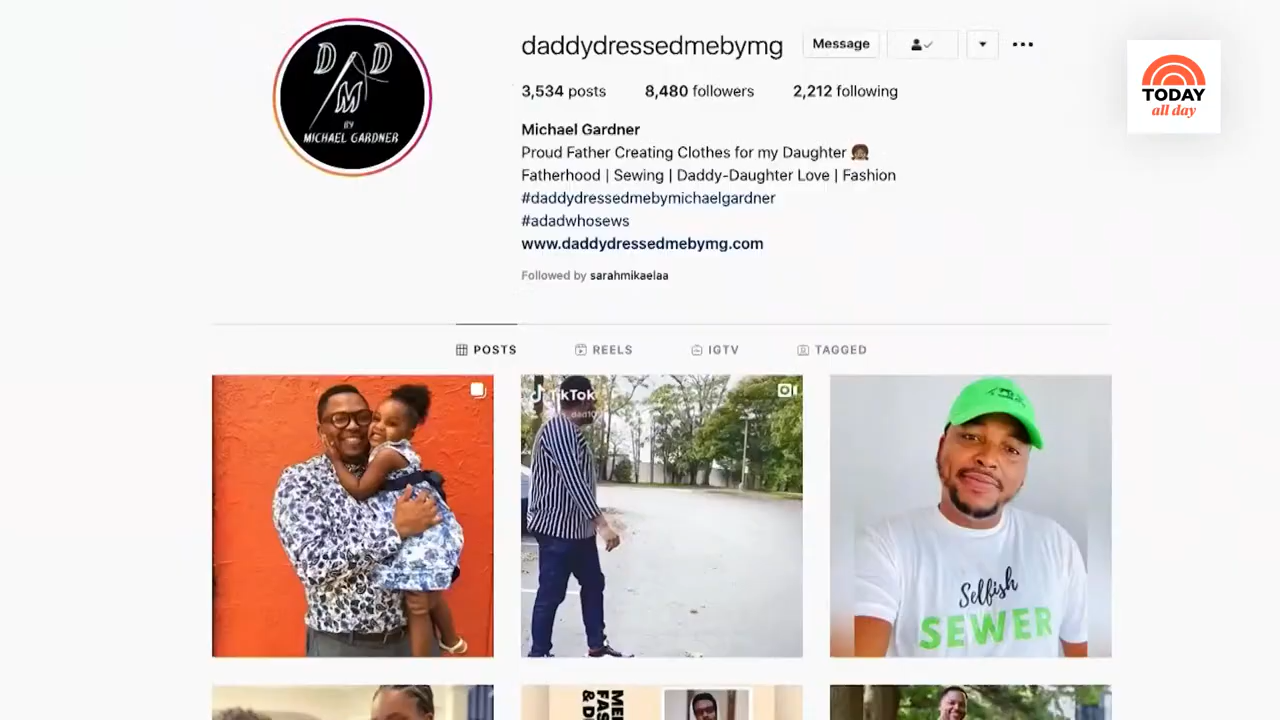 D D
M
BY
MICHAEL GARDNER
daddydressedmebymg
Message
3,534 posts
8,480 followers
2,212 following
Michael Gardner
Proud Father Creating Clothes for my Daughter
Fatherhood | Sewing | Daddy-Daughter Love | Fashion
#daddydressedmebymichaelgardner
#adadwhosews
www.daddydressedmebymg.com
Followed by sarahmikaelaa
TODAY
all day
POSTS
REELS
IGTV
TAGGED
TikTok
Selfish
SEWER